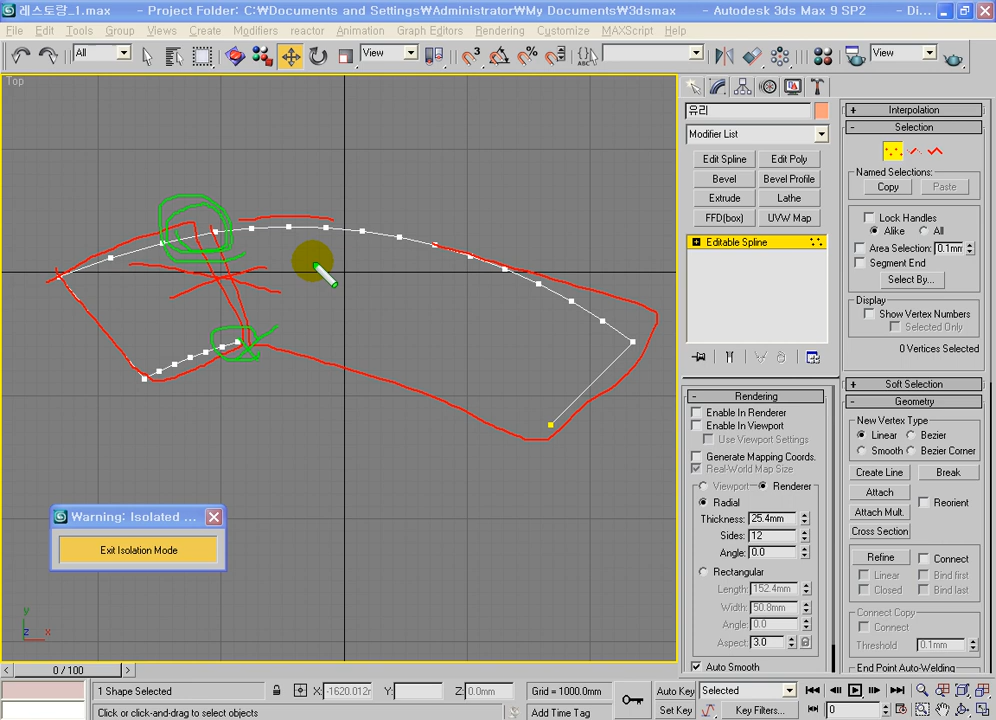 레스토랑_1.max - Project Folder: C:₩Documents and Settings₩Administrator₩My Documents₩3dsmax - Autodesk 3ds Max 9 SP2 - Di...
File Edit Tools Group Views Create Modifiers reactor Animation Graph Editors Rendering Customize MAXScript Help
All View 3 View
Top
유리
Modifier List
Edit Spline Edit Poly
Bevel Bevel Profile
Extrude Lathe
FFD(box) UVW Map
Editable Spline
- Rendering
Enable In Renderer
Enable In Viewport
Use Viewport Settings
Generate Mapping Coords.
Real-World Map Size
Viewport Renderer
Radial
Thickness: 25.4mm
Sides: 12
Angle: 0.0
Rectangular
Length: 152.4mm
Width: 50.8mm
Angle: 0.0
Aspect: 3.0
Auto Smooth
+ Interpolation
- Selection
Named Selections:
Copy Paste
Lock Handles
Alike All
Area Selection: 0.1mm
Segment End
Select By...
Display
Show Vertex Numbers
Selected Only
0 Vertices Selected
+ Soft Selection
- Geometry
New Vertex Type
Linear Bezier
Smooth Bezier Corner
Create Line Break
Attach Reorient
Attach Mult.
Cross Section
Refine Connect
Linear Bind first
Closed Bind last
Connect Copy
Connect
Threshold 0.1mm
End Point Auto-Welding
Warning: Isolated ...
Exit Isolation Mode
y
z x
0 / 100
1 Shape Selected X: -1620.012m Y: Z: 0.0mm Grid = 1000.0mm Auto Key Selected
Click or click-and-drag to select objects Add Time Tag Set Key Key Filters... 0